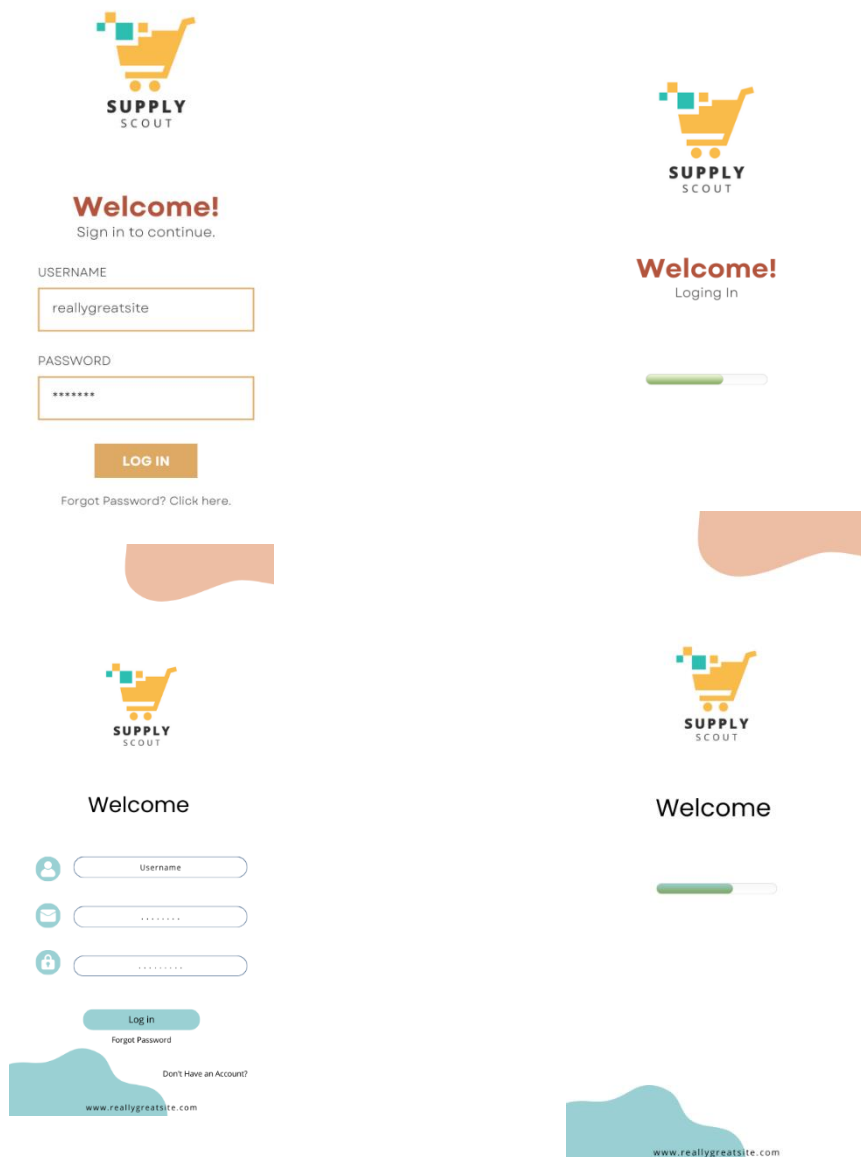 SUPPLY
SCOUT
Welcome!
Sign in to continue.
USERNAME
reallygreatsite
PASSWORD
*******
LOG IN
Forgot Password? Click here.
SUPPLY
SCOUT
Welcome!
Loging In
SUPPLY
SCOUT
Welcome
Username
. . . . . . . .
. . . . . . . . .
Log in
Forgot Password
Don't Have an Account?
www.reallygreatsite.com
SUPPLY
SCOUT
Welcome
www.reallygreatsite.com